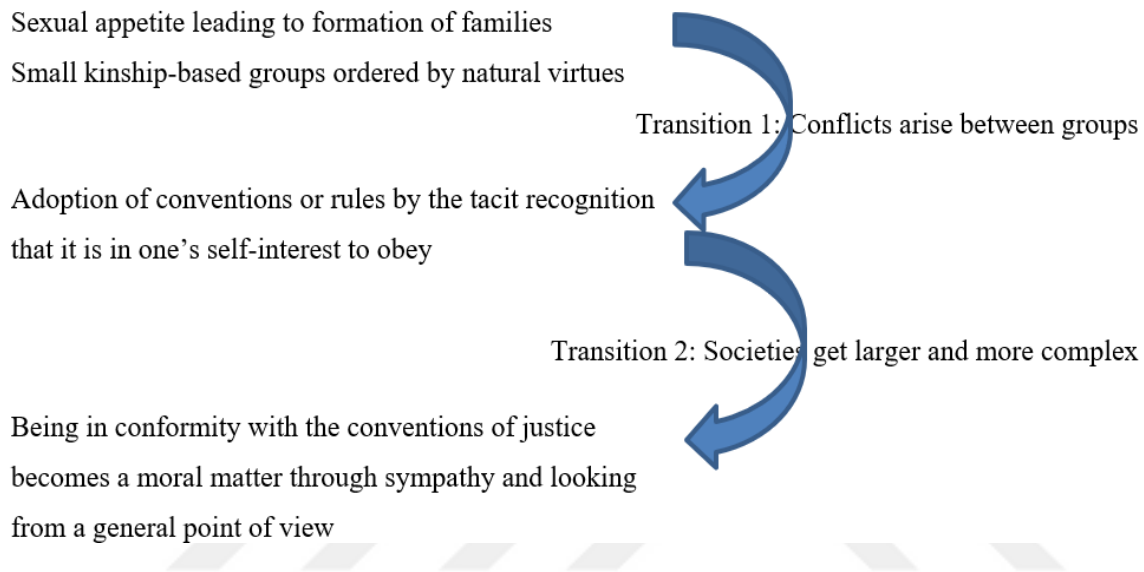 Sexual appetite leading to formation of families
Small kinship-based groups ordered by natural virtues
Transition 1: Conflicts arise between groups
Adoption of conventions or rules by the tacit recognition
that it is in one’s self-interest to obey
Transition 2: Societies get larger and more complex
Being in conformity with the conventions of justice
becomes a moral matter through sympathy and looking
from a general point of view